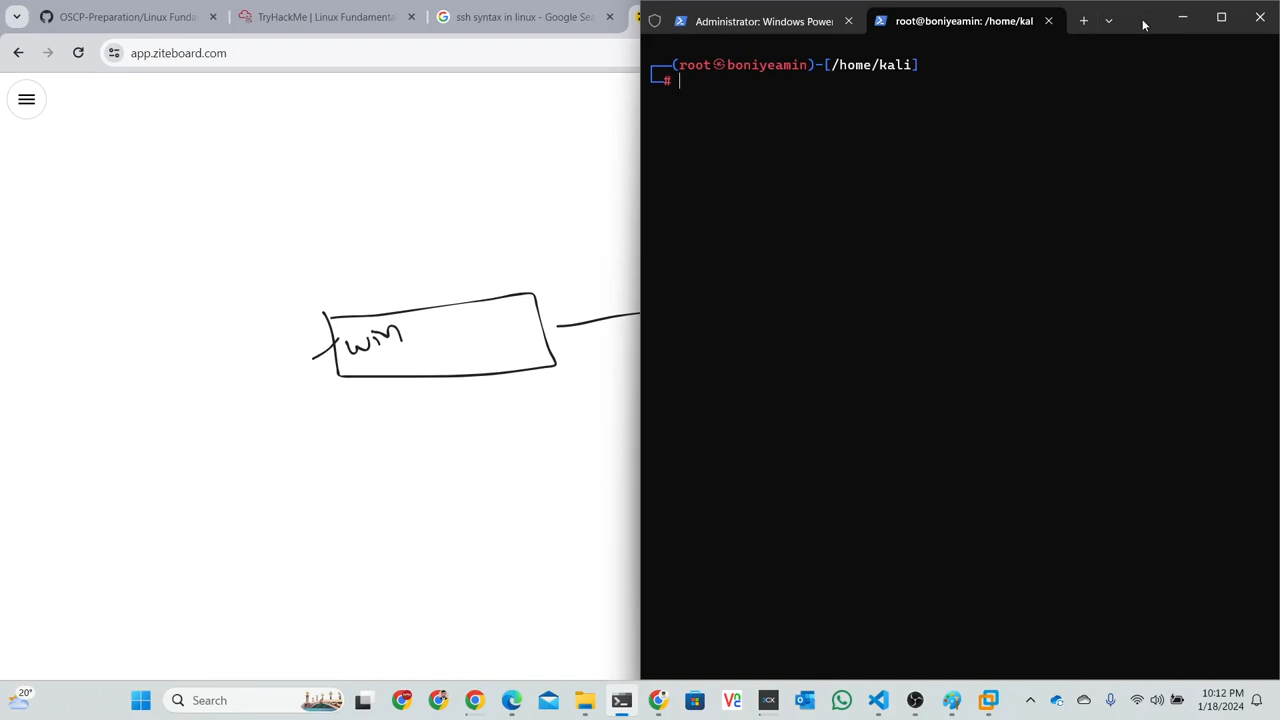 OSCP-Preparation/Linux Funda
TryHackMe | Linux Fundamenta
ssh syntax in linux - Google Sea
Administrator: Windows Power
root@boniyeamin: /home/kal
app.ziteboard.com
┌──(root㉿boniyeamin)-[/home/kali]
└─#
win
20°
Search
10:12 PM
1/18/2024